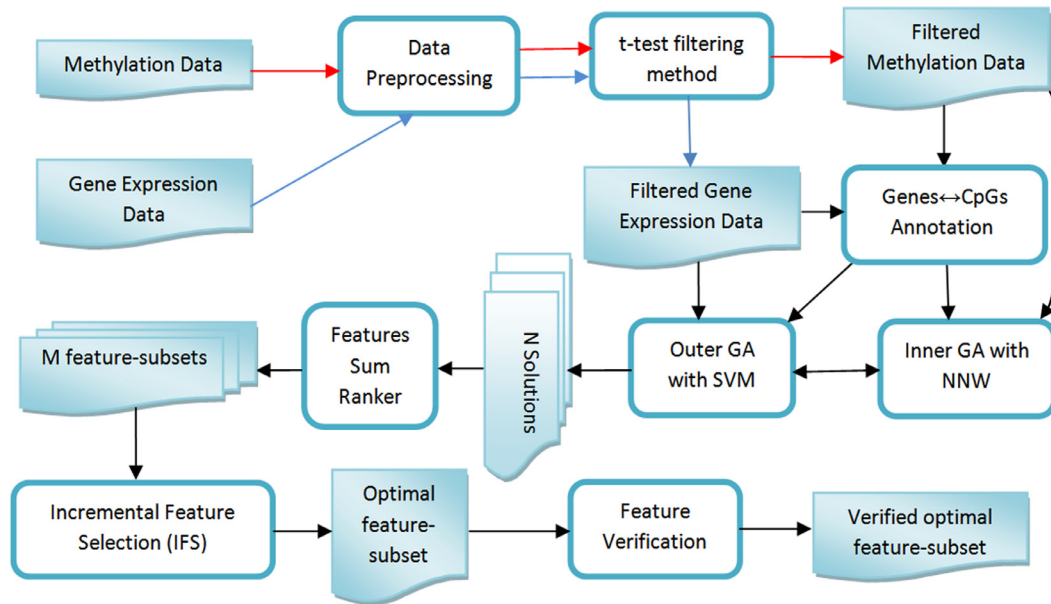 Methylation Data
Data
Preprocessing
t-test filtering
method
Filtered
Methylation Data
Gene Expression
Data
Filtered Gene
Expression Data
Genes↔CpGs
Annotation
M feature-subsets
Features
Sum
Ranker
N Solutions
Outer GA
with SVM
Inner GA with
NNW
Incremental Feature
Selection (IFS)
Optimal
feature-
subset
Feature
Verification
Verified optimal
feature-subset